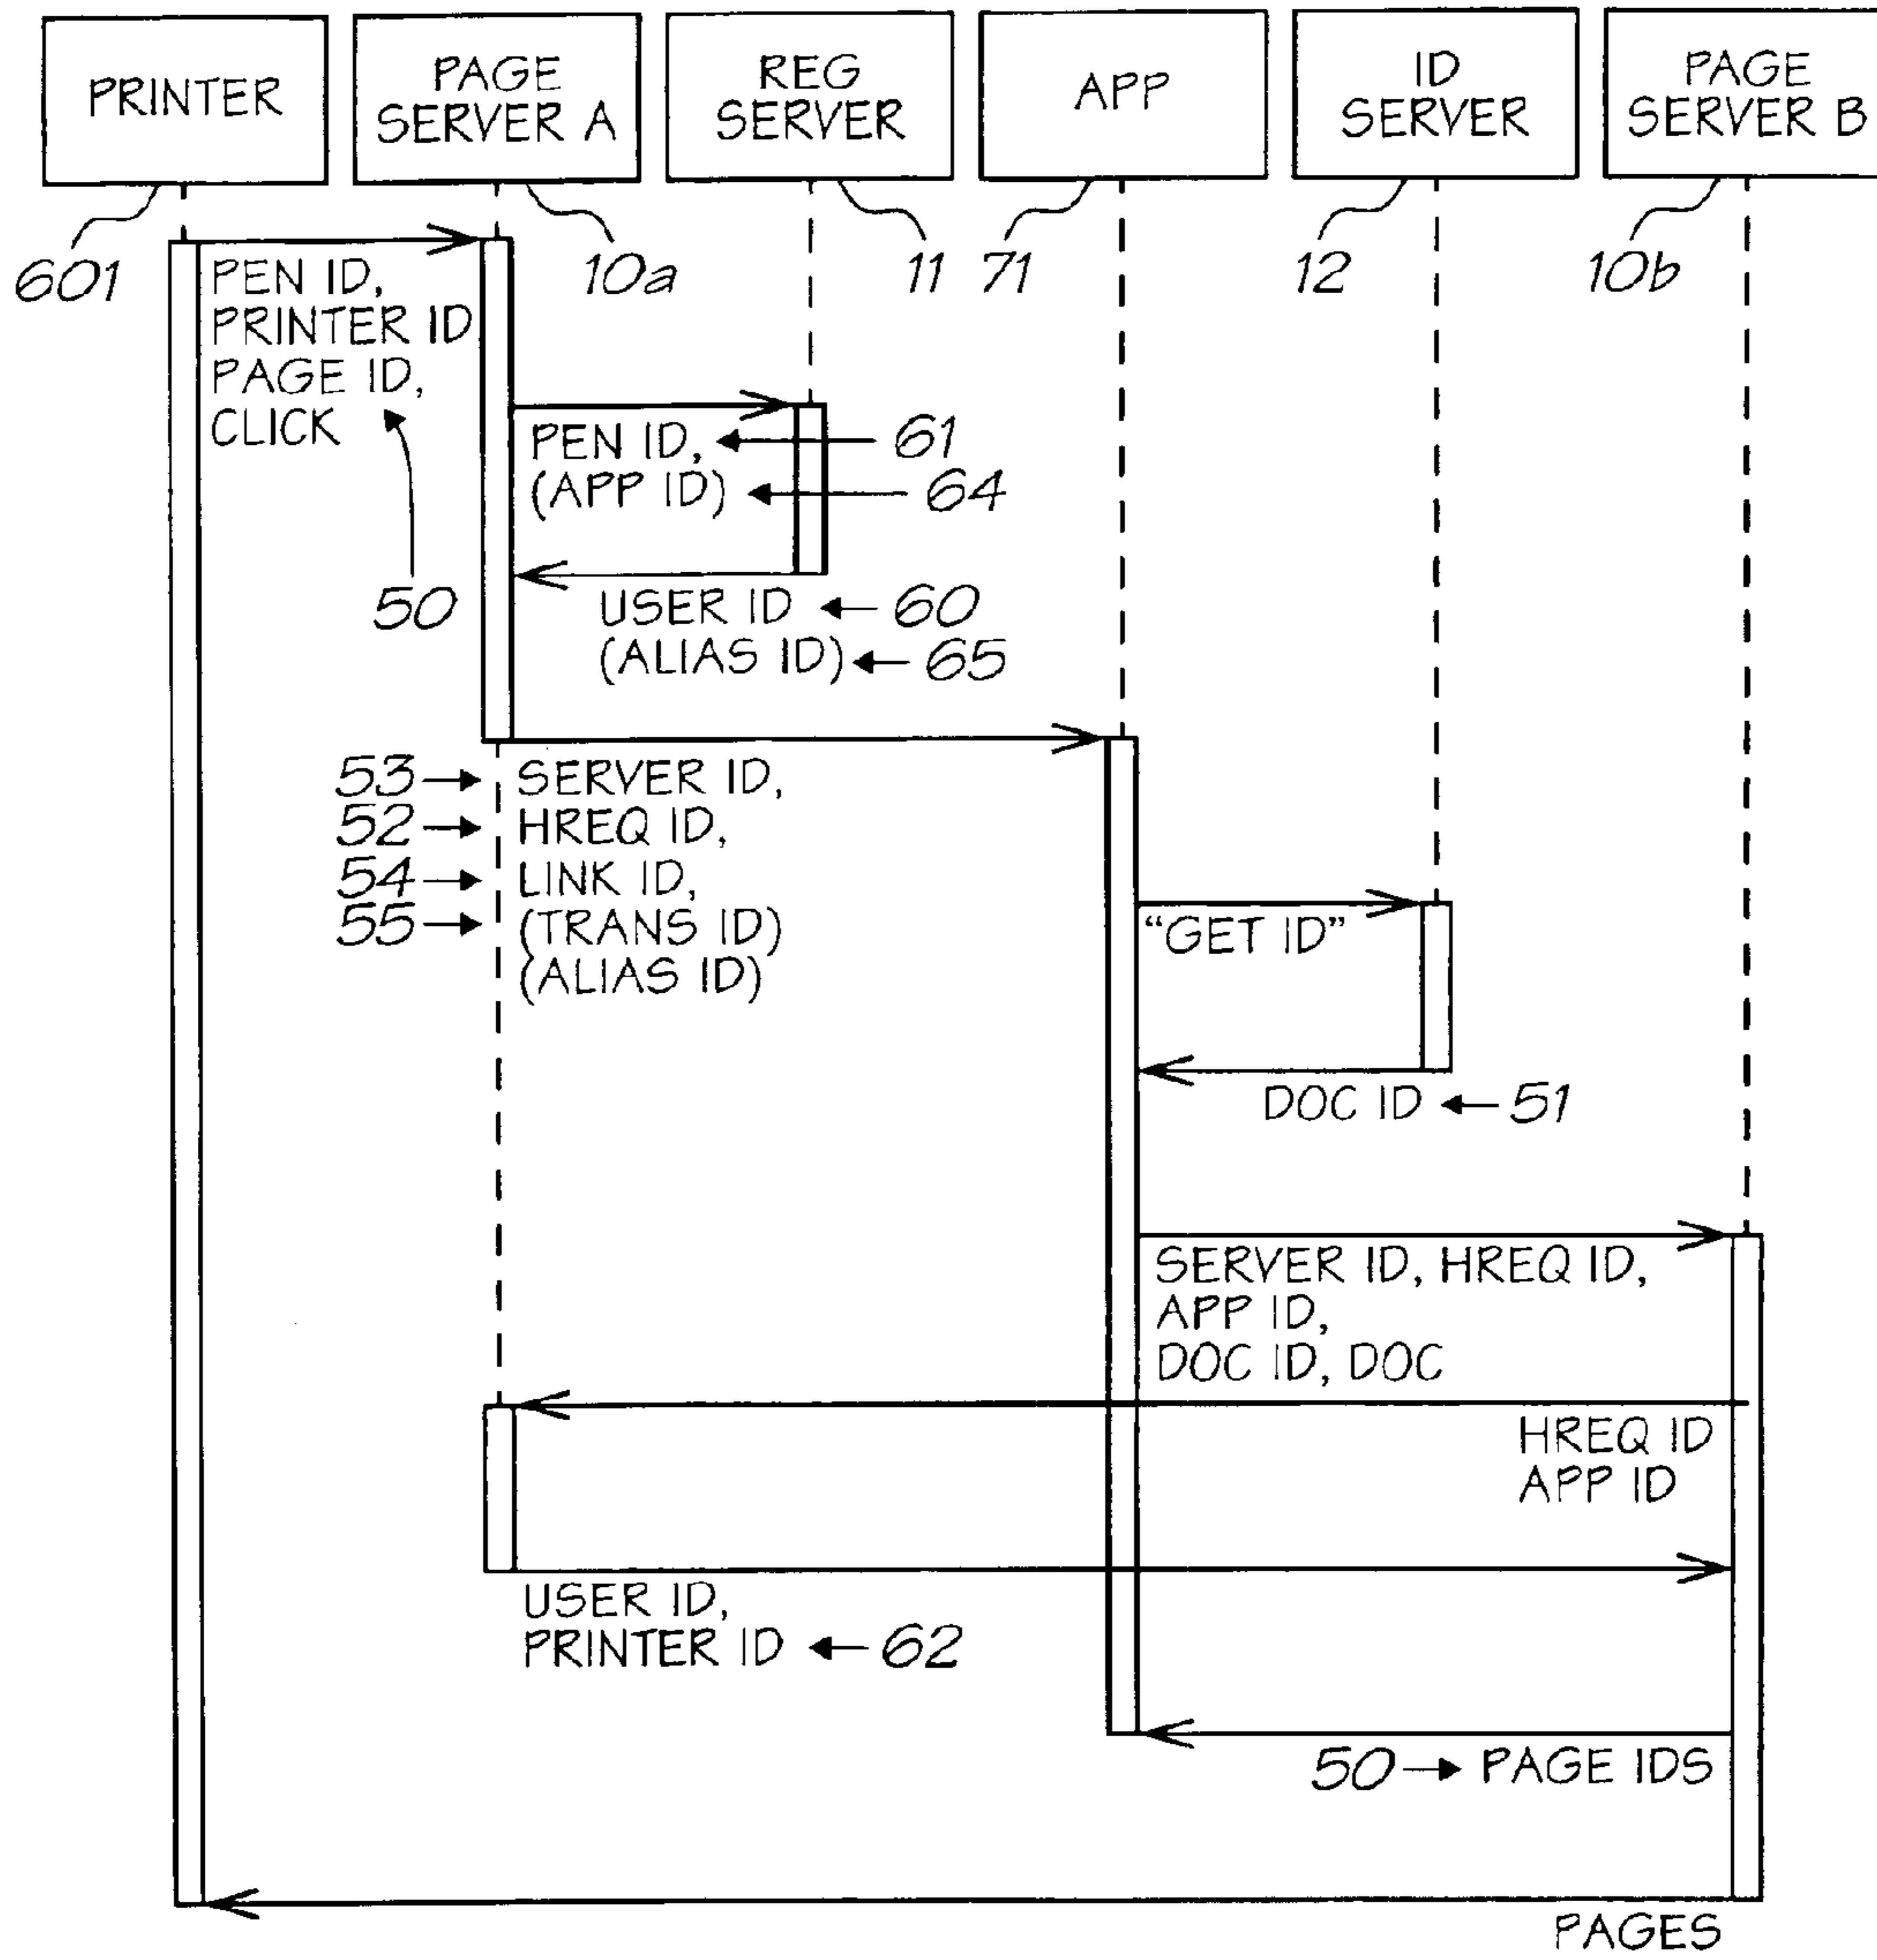 PRINTER
PAGE
SERVER A
REG
SERVER
APP
ID
SERVER
PAGE
SERVER B
601
10a
11
71
12
10b
PEN ID,
PRINTER ID
PAGE ID,
CLICK
50
PEN ID,
61
(APP ID)
64
USER ID
60
(ALIAS ID)
65
53
SERVER ID,
52
HREQ ID,
54
LINK ID,
55
(TRANS ID)
(ALIAS ID)
“GET ID”
DOC ID
51
SERVER ID, HREQ ID,
APP ID,
DOC ID, DOC
HREQ ID
APP ID
USER ID,
PRINTER ID
62
50
PAGE IDS
PAGES